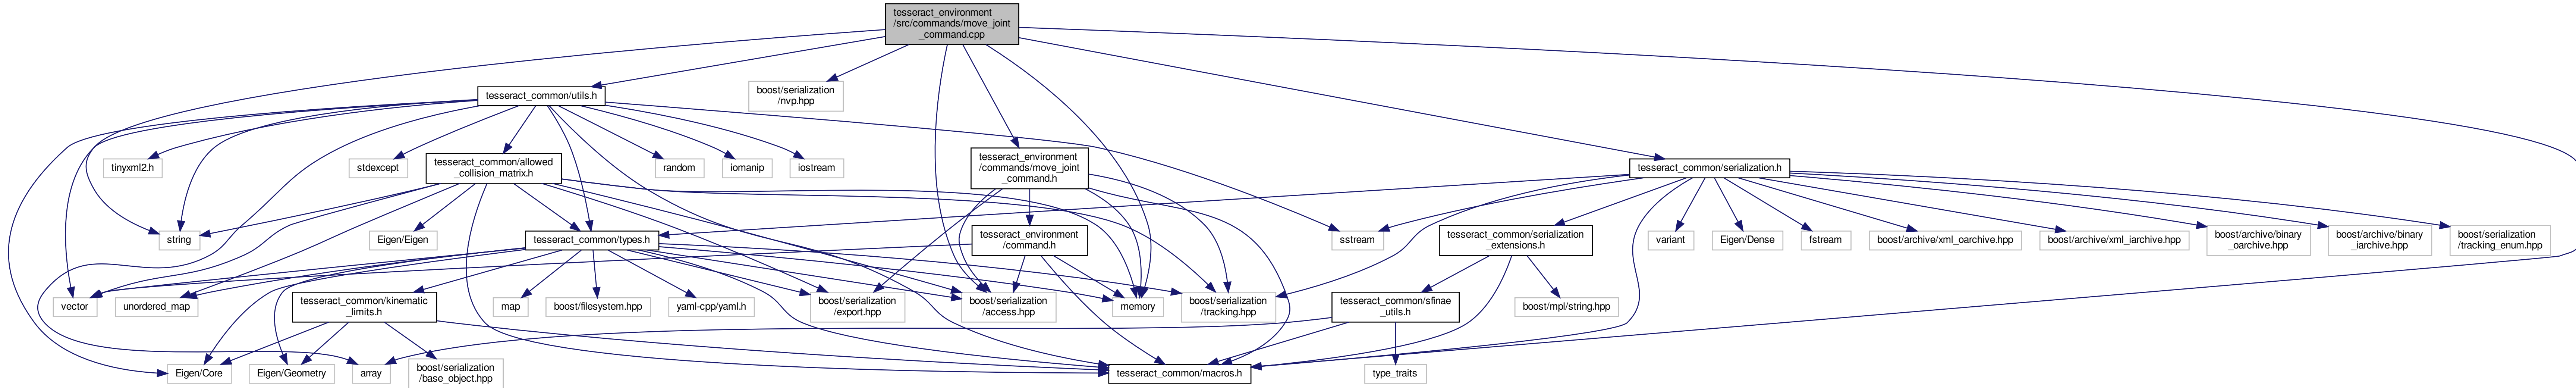 tesseract_environment
/src/commands/move_joint
_command.cpp
tesseract_common/utils.h
boost/serialization
/nvp.hpp
tinyxml2.h
stdexcept
tesseract_common/allowed
_collision_matrix.h
random
iomanip
iostream
tesseract_environment
/commands/move_joint
_command.h
tesseract_common/serialization.h
string
Eigen/Eigen
tesseract_common/types.h
tesseract_environment
/command.h
sstream
tesseract_common/serialization
_extensions.h
variant
Eigen/Dense
fstream
boost/archive/xml_oarchive.hpp
boost/archive/xml_iarchive.hpp
boost/archive/binary
_oarchive.hpp
boost/archive/binary
_iarchive.hpp
boost/serialization
/tracking_enum.hpp
vector
unordered_map
tesseract_common/kinematic
_limits.h
map
boost/filesystem.hpp
yaml-cpp/yaml.h
boost/serialization
/export.hpp
boost/serialization
/access.hpp
memory
boost/serialization
/tracking.hpp
tesseract_common/sfinae
_utils.h
boost/mpl/string.hpp
Eigen/Core
Eigen/Geometry
array
boost/serialization
/base_object.hpp
tesseract_common/macros.h
type_traits